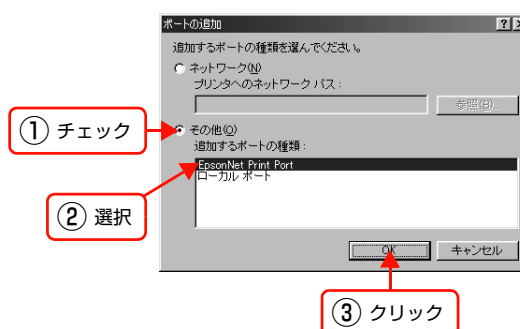 ポートの追加
追加するポートの種類を選んでください。
ネットワーク(N)
プリンタへのネットワーク パス:
参照(B)...
① チェック
その他(O)
追加するポートの種類:
EpsonNet Print Port
ローカル ポート
② 選択
OK
キャンセル
③ クリック